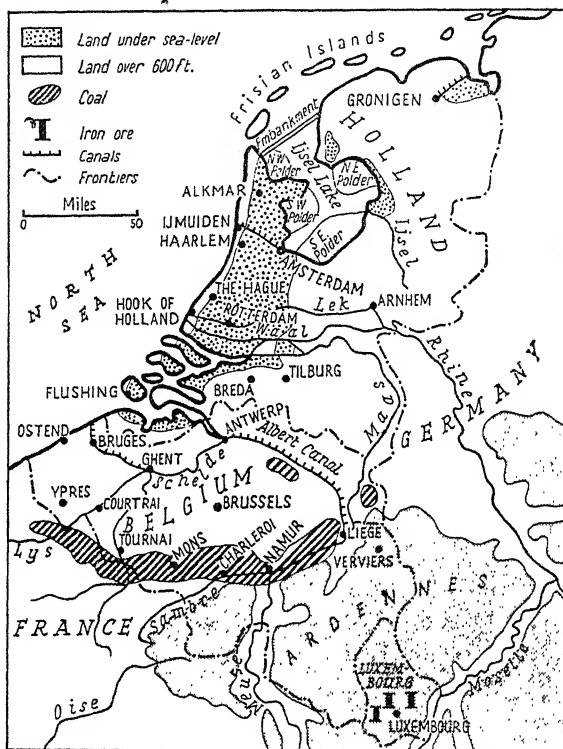 Land under sea-level
Land over 600 ft.
Coal
Iron ore
Canals
Frontiers
0 Miles 50
Frisian Islands
GRONIGEN
HOLLAND
Embankment
Ijsel Lake
N.W Polder
N E Polder
S.W Polder
S.E. Polder
Ijsel
ALKMAR
IJMUIDEN
HAARLEM
AMSTERDAM
NORTH SEA
THE HAGUE
HOOK OF HOLLAND
ROTTERDAM
Lek
Waal
ARNHEM
Rhine
GERMANY
FLUSHING
BREDA
TILBURG
Maas
OSTEND
BRUGES
ANTWERP
Albert Canal
GHENT
Schelde
YPRES
COURTRAI
BELGIUM
BRUSSELS
TOURNAI
Lys
MONS
CHARLEROI
NAMUR
LIEGE
VERVIERS
FRANCE
Sambre
Meuse
ARDENNES
Oise
LUXEM-
BOURG
LUXEMBOURG
Moselle